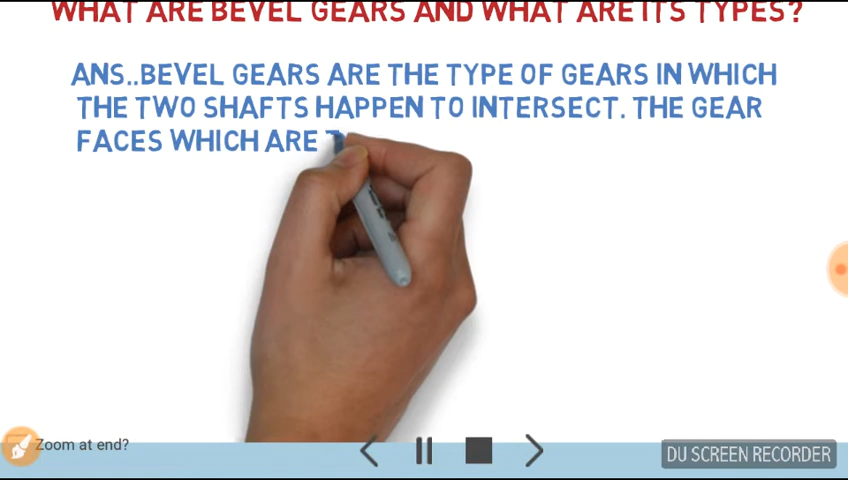 WHAT ARE BEVEL GEARS AND WHAT ARE ITS TYPES?
ANS..BEVEL GEARS ARE THE TYPE OF GEARS IN WHICH
THE TWO SHAFTS HAPPEN TO INTERSECT. THE GEAR
FACES WHICH ARE
Zoom at end?
DU SCREEN RECORDER